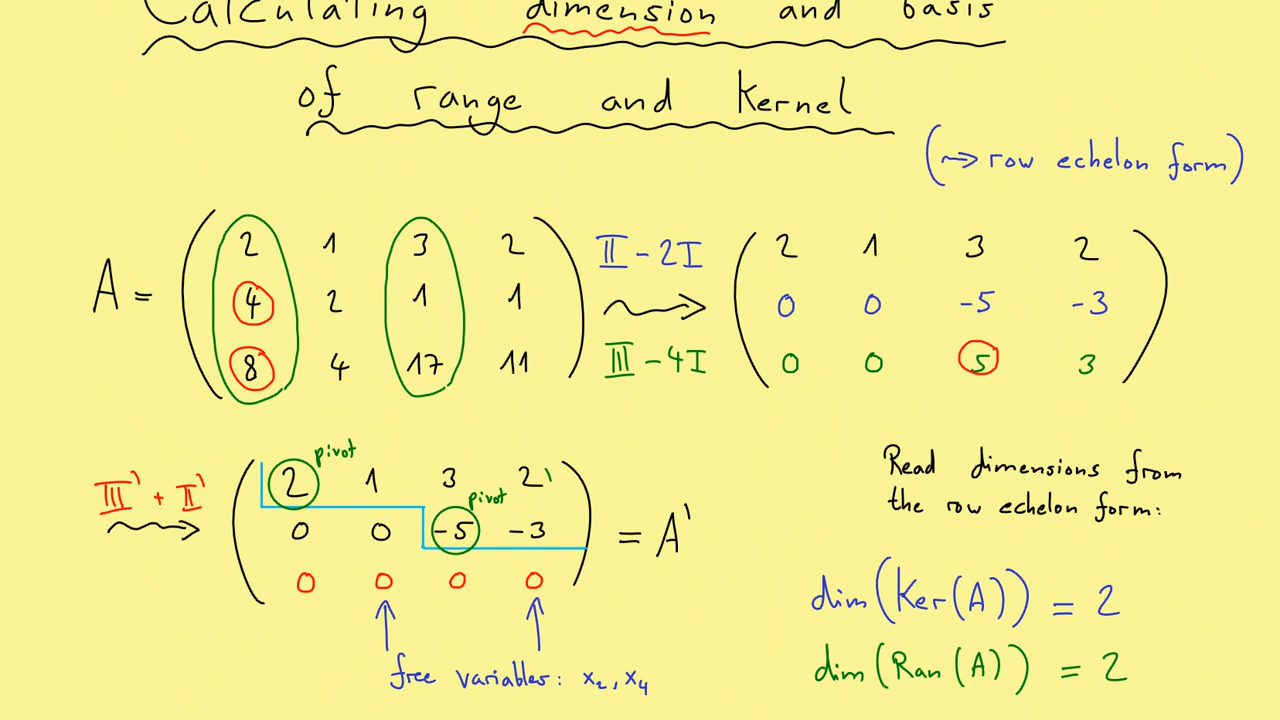 Calculating dimension and basis
of range and Kernel
(⇝ row echelon form)
A = ( 2 1 3 2 II - 2I ( 2 1 3 2
4 2 1 1 ⇝ 0 0 -5 -3
8 4 17 11 ) III - 4I 0 0 5 3 )
pivot
III' + II' ( 2 1 3 2'
pivot
0 0 -5 -3 = A'
0 0 0 0 )
free variables: x₂, x₄
Read dimensions from
the row echelon form:
dim(Ker(A)) = 2
dim(Ran(A)) = 2